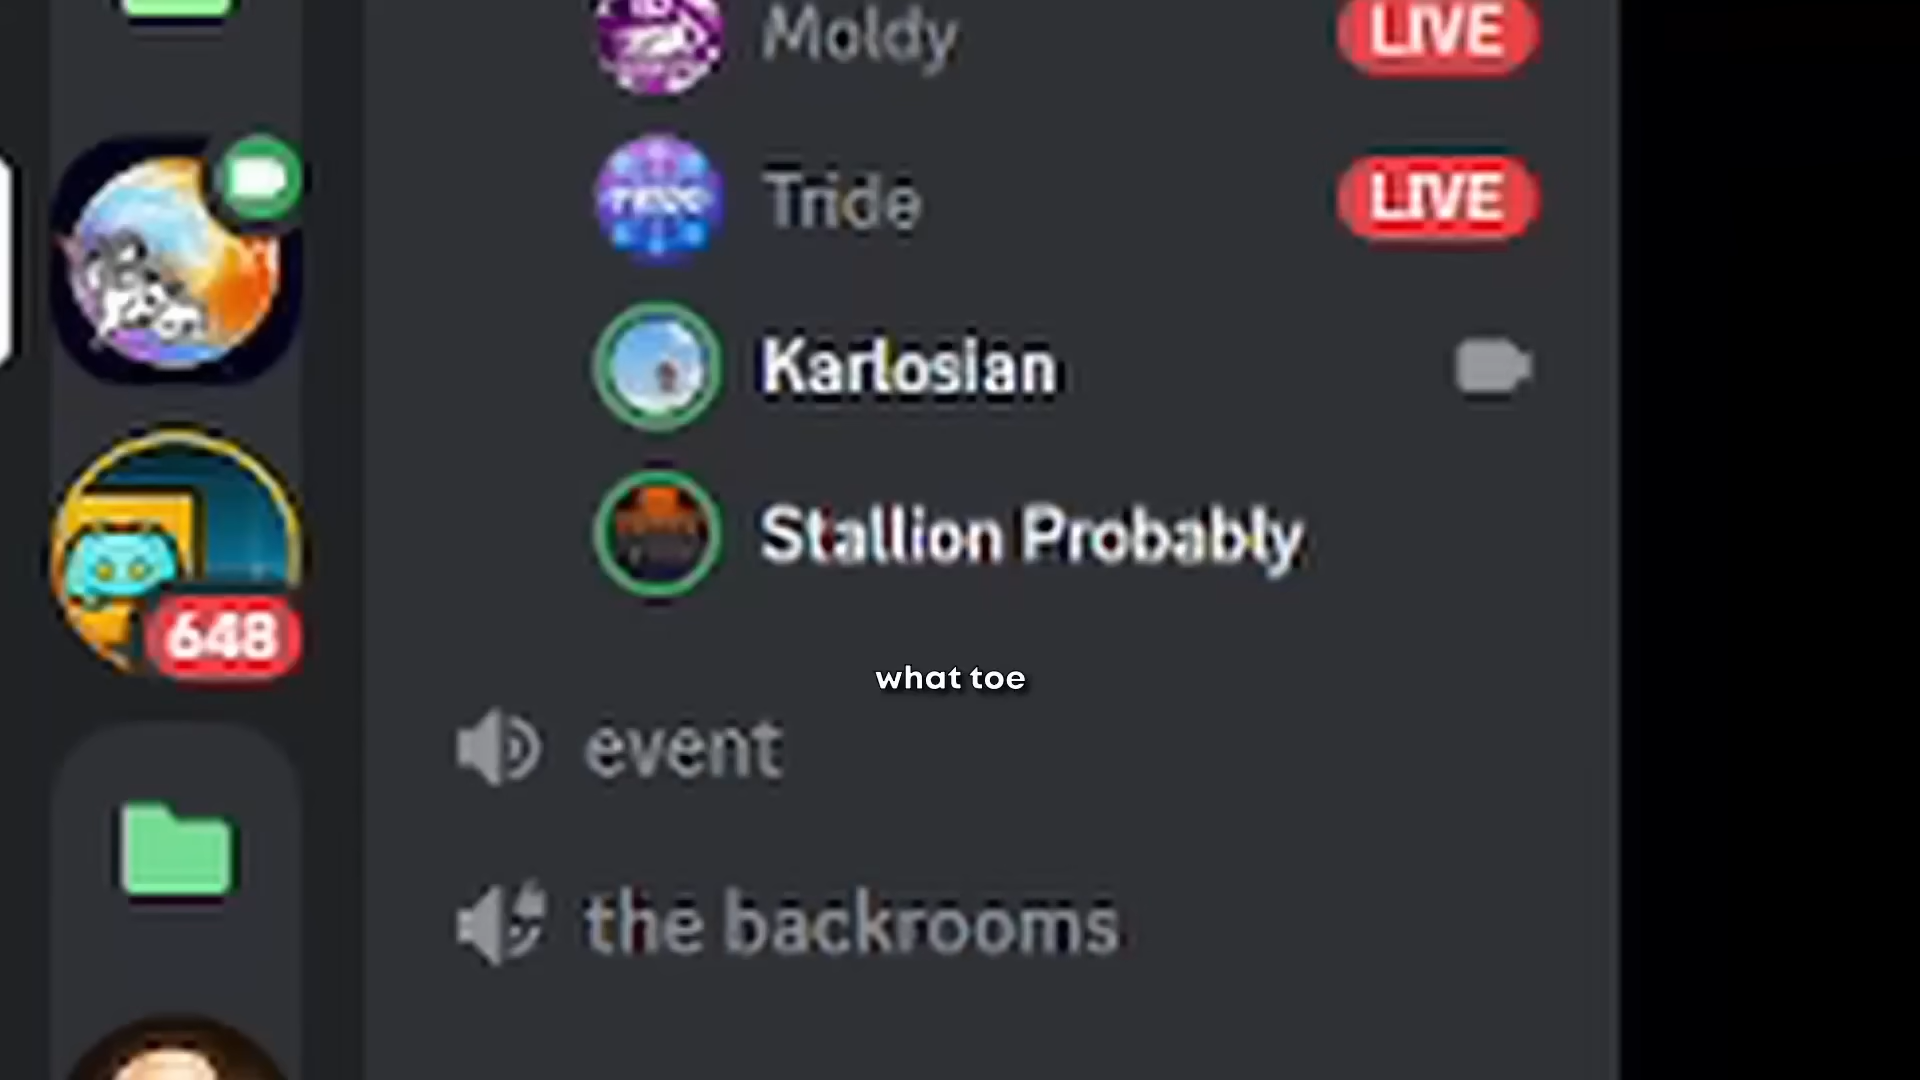 Moldy
LIVE
Tride
LIVE
Karlosian
Stallion Probably
648
what toe
event
the backrooms